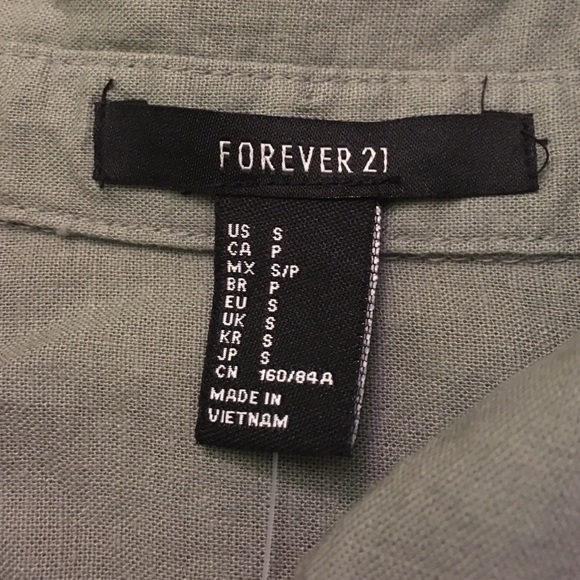 FOREVER 21
US S
CA P
MX S/P
BR P
EU S
UK S
KR S
JP S
CN 160/84A
MADE IN
VIETNAM